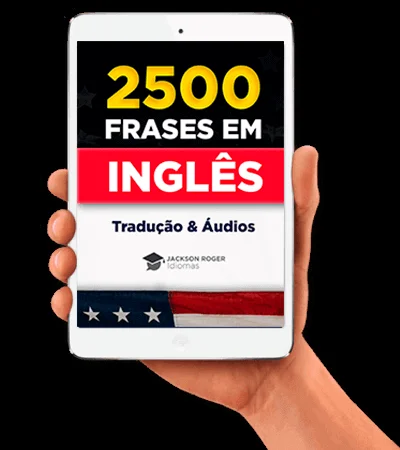 2500
FRASES EM
INGLÊS
Tradução & Áudios
JACKSON ROGER
Idiomas